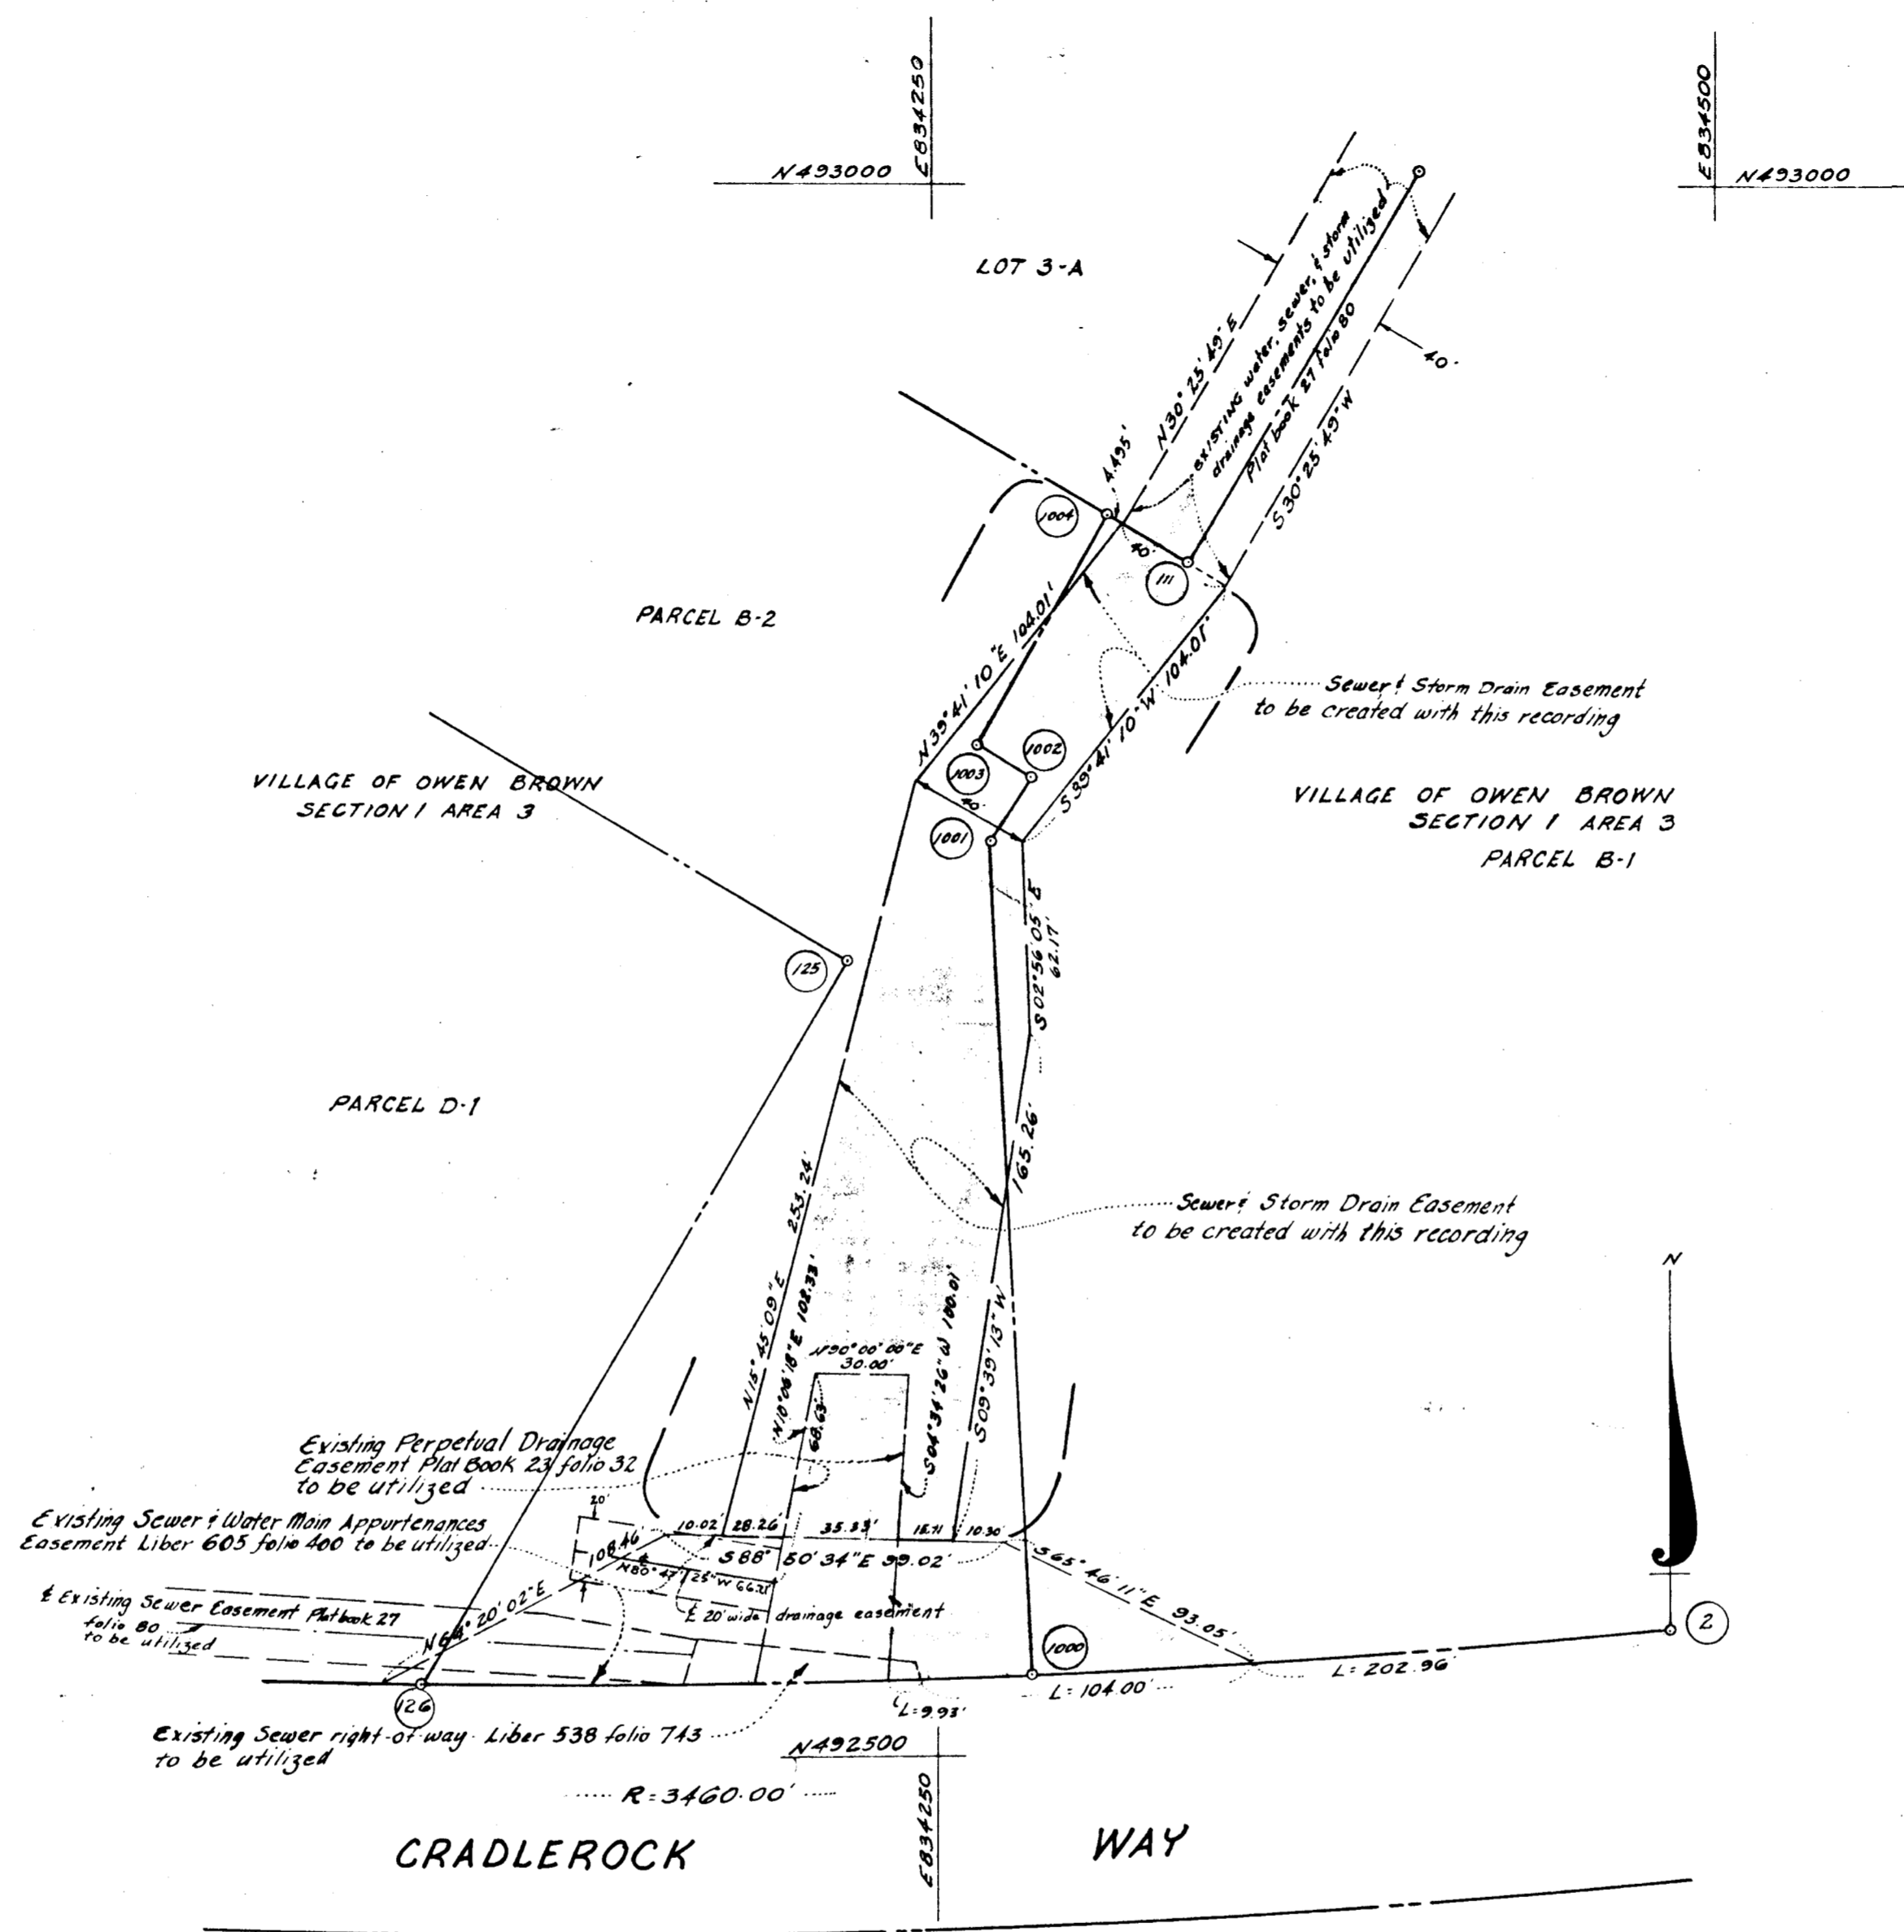 E834250
E834500
N493000
N493000
LOT 3-A
existing water, sewer, & storm
drainage easements to be utilized
Plat book 27 folio 80
40'
N30° 25' 49" E
S30° 25' 49" W
4.495'
1004
40'
111
PARCEL B-2
N39° 41' 10" E 104.01'
S39° 41' 10" W 104.01'
Sewer & Storm Drain Easement
to be created with this recording
1002
1003
40'
1001
VILLAGE OF OWEN BROWN
SECTION 1 AREA 3
VILLAGE OF OWEN BROWN
SECTION 1 AREA 3
PARCEL B-1
S02° 56' 05" E
62.17'
125
PARCEL D-1
165.26'
S09° 39' 13" W
N15° 45' 09" E 253.24'
Sewer & Storm Drain Easement
to be created with this recording
N
N10° 06' 18" E 108.33'
68.63'
N90° 00' 00" E
30.00'
S04° 34' 26" W 100.01'
Existing Perpetual Drainage
Easement Plat Book 23 folio 32
to be utilized
20'
Existing Sewer & Water Main Appurtenances
Easement Liber 605 folio 400 to be utilized
10.02' 28.26' 35.33' 10.30'
S88° 50' 34" E 99.02'
108.46'
N64° 20' 02" E
N80° 47' 25" W 66.21'
℄ 20' wide drainage easement
S65° 46' 11" E 93.05'
℄ Existing Sewer Easement Plat book 27
folio 80
to be utilized
1000
2
126
L=202.96'
L=104.00'
L=9.93'
Existing Sewer right-of-way Liber 538 folio 743
to be utilized
N492500
E834250
R=3460.00'
CRADLEROCK WAY